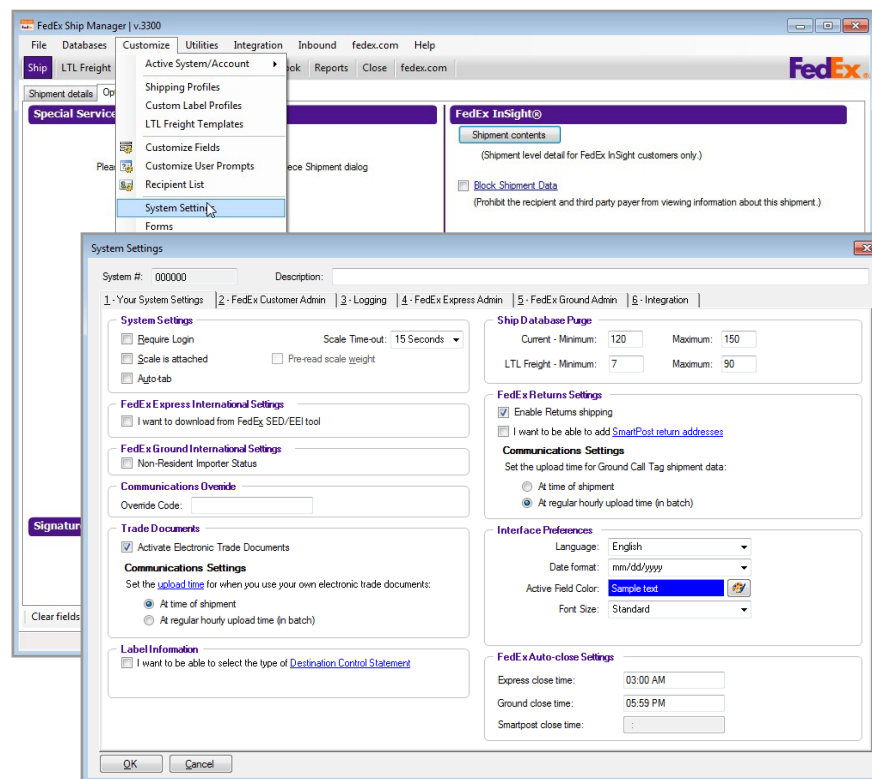 FedEx Ship Manager | v.3300
File Databases Customize Utilities Integration Inbound fedex.com Help
Ship LTL Freight ok Reports Close fedex.com
FedEx.
Active System/Account
Shipping Profiles
Custom Label Profiles
LTL Freight Templates
Customize Fields
Customize User Prompts
Recipient List
System Settings
Forms
Shipment details Op
Special Service
Plea ece Shipment dialog
FedEx InSight®
Shipment contents
(Shipment level detail for FedEx InSight customers only.)
Block Shipment Data
(Prohibit the recipient and third party payer from viewing information about this shipment.)
Signatur
Clear fields
System Settings
System #: 000000 Description:
1 - Your System Settings 2 - FedEx Customer Admin 3 - Logging 4 - FedEx Express Admin 5 - FedEx Ground Admin 6 - Integration
System Settings
Require Login Scale Time-out: 15 Seconds
Scale is attached Pre-read scale weight
Auto-tab
FedEx Express International Settings
I want to download from FedEx SED/EEI tool
FedEx Ground International Settings
Non-Resident Importer Status
Communications Override
Override Code:
Trade Documents
Activate Electronic Trade Documents
Communications Settings
Set the upload time for when you use your own electronic trade documents:
At time of shipment
At regular hourly upload time (in batch)
Label Information
I want to be able to select the type of Destination Control Statement
Ship Database Purge
Current - Minimum: 120 Maximum: 150
LTL Freight - Minimum: 7 Maximum: 90
FedEx Returns Settings
Enable Returns shipping
I want to be able to add SmartPost return addresses
Communications Settings
Set the upload time for Ground Call Tag shipment data:
At time of shipment
At regular hourly upload time (in batch)
Interface Preferences
Language: English
Date format: mm/dd/yyyy
Active Field Color: Sample text
Font Size: Standard
FedEx Auto-close Settings
Express close time: 03:00 AM
Ground close time: 05:59 PM
Smartpost close time: :
OK Cancel